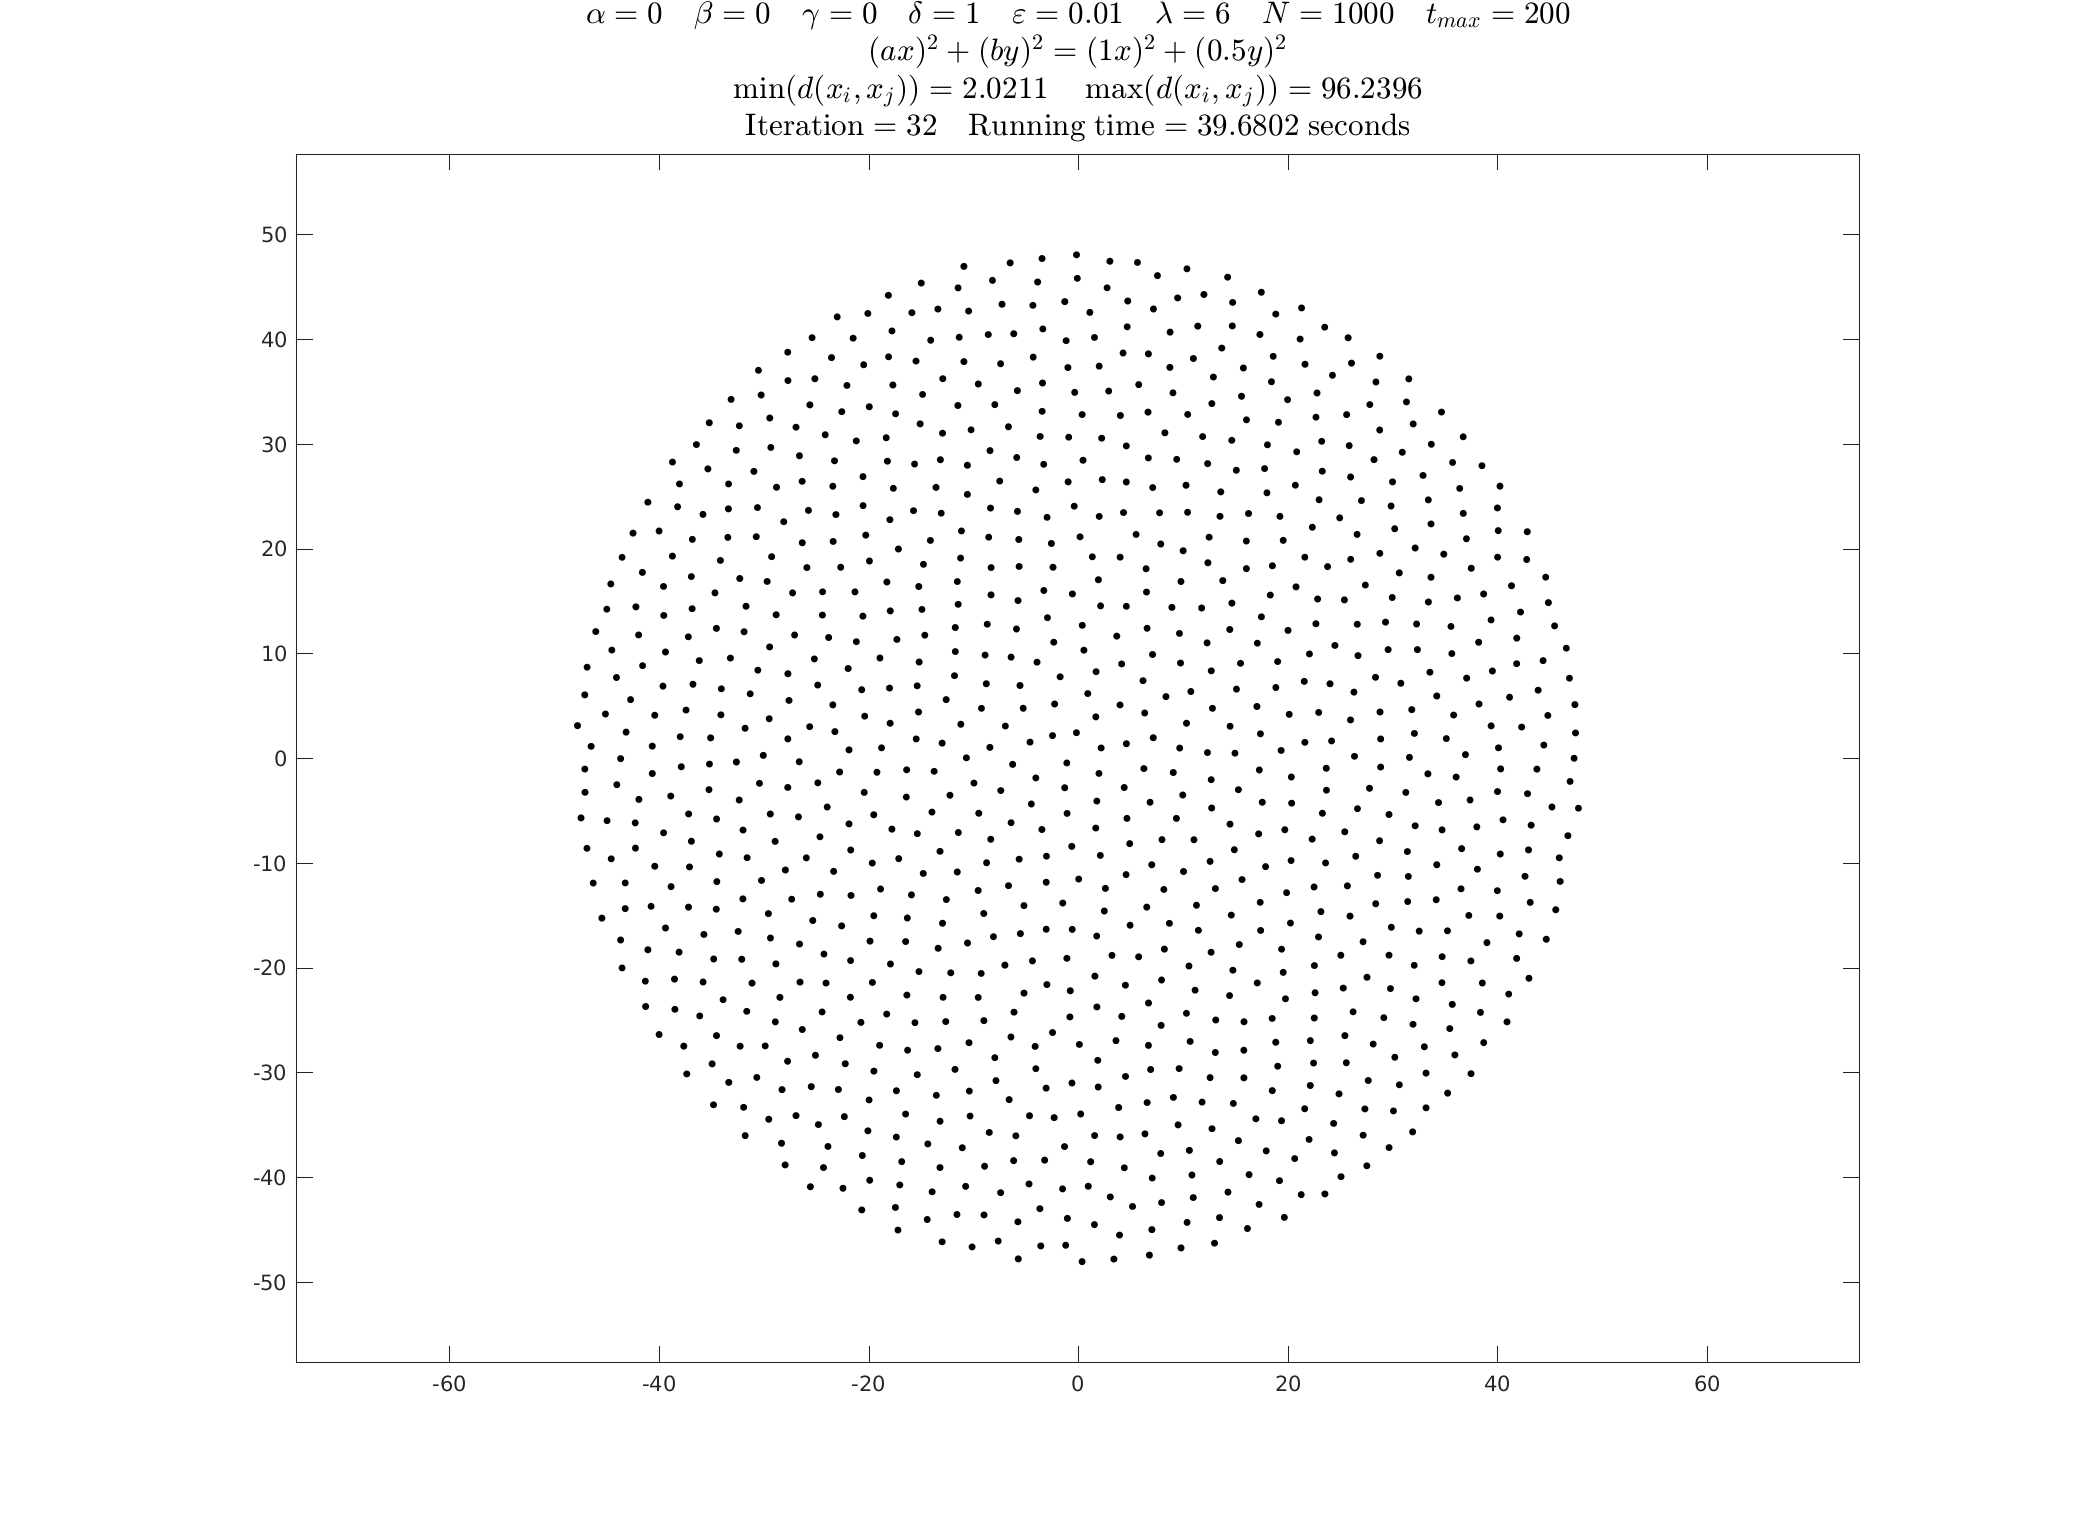 α = 0 β = 0 γ = 0 δ = 1 ε = 0.01 λ = 6 N = 1000 t_{max} = 200
(ax)² + (by)² = (1x)² + (0.5y)²
min(d(x_i, x_j)) = 2.0211 max(d(x_i, x_j)) = 96.2396
Iteration = 32 Running time = 39.6802 seconds
50
40
30
20
10
0
-10
-20
-30
-40
-50
-60 -40 -20 0 20 40 60